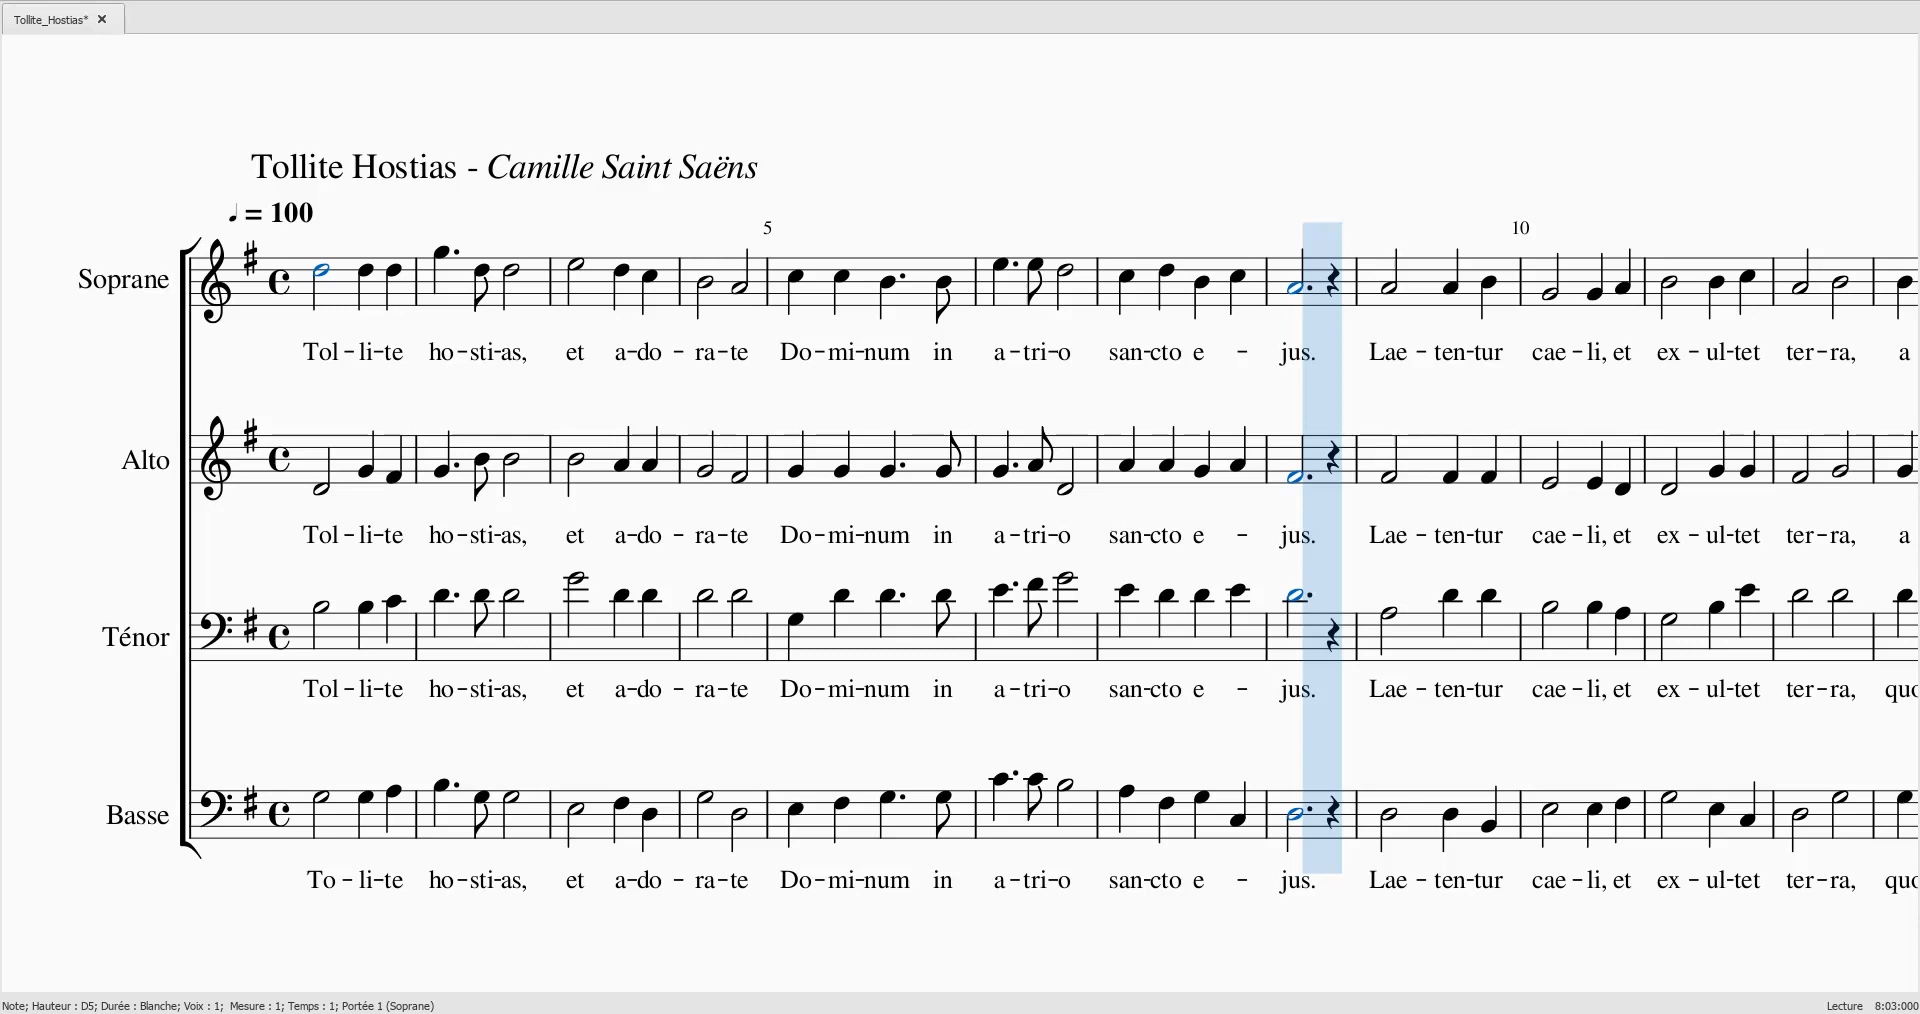 Tollite_Hostias* ×
Tollite Hostias - Camille Saint Saëns
♩ = 100
5 10
Soprane
Tol – li – te ho – sti – as, et a – do – ra – te Do – mi – num in a – tri – o san – cto e – jus. Lae – ten – tur cae – li, et ex – ul – tet ter – ra, a
Alto
Tol – li – te ho – sti – as, et a – do – ra – te Do – mi – num in a – tri – o san – cto e – jus. Lae – ten – tur cae – li, et ex – ul – tet ter – ra, a
Ténor
Tol – li – te ho – sti – as, et a – do – ra – te Do – mi – num in a – tri – o san – cto e – jus. Lae – ten – tur cae – li, et ex – ul – tet ter – ra, quo
Basse
To – li – te ho – sti – as, et a – do – ra – te Do – mi – num in a – tri – o san – cto e – jus. Lae – ten – tur cae – li, et ex – ul – tet ter – ra, quo
Note; Hauteur : D5; Durée : Blanche; Voix : 1; Mesure : 1; Temps : 1; Portée 1 (Soprane) Lecture 8:03:000